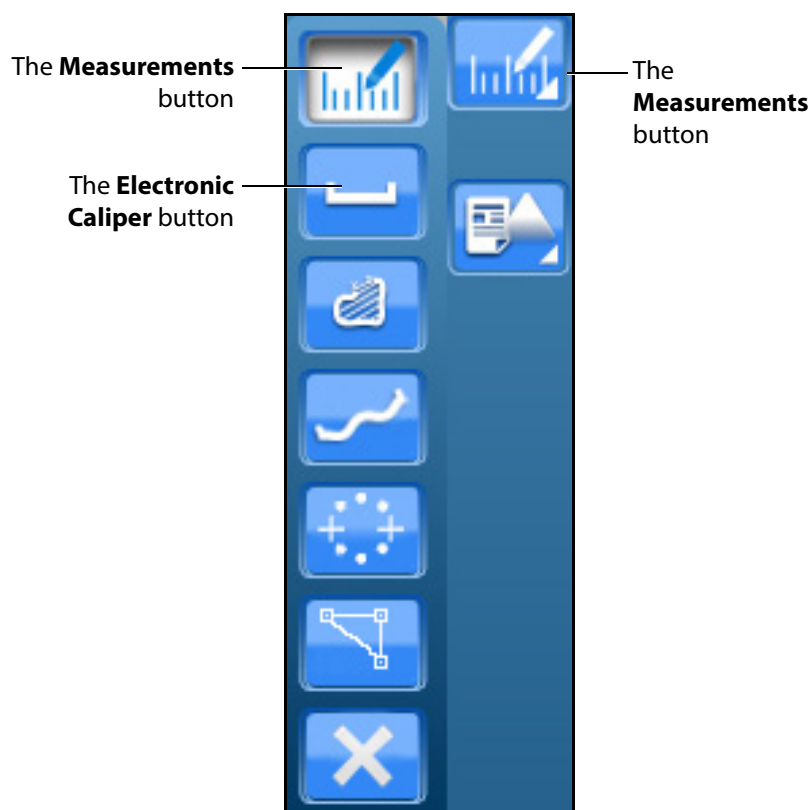 The Measurements
button
The
Measurements
button
The Electronic
Caliper button